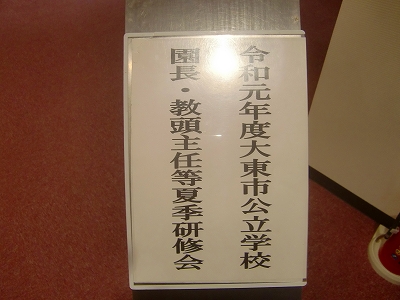 令和元年度大東市公立学校
園長・教頭主任等夏季研修会